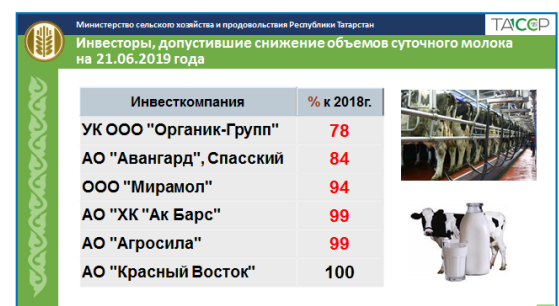 Министерство сельского хозяйства и продовольствия Республики Татарстан
ТАССР
Инвесторы, допустившие снижение объемов суточного молока
на 21.06.2019 года
Инвесткомпания % к 2018г.
УК ООО "Органик-Групп" 78
АО "Авангард", Спасский 84
ООО "Мирамол" 94
АО "ХК "Ак Барс" 99
АО "Агросила" 99
АО "Красный Восток" 100